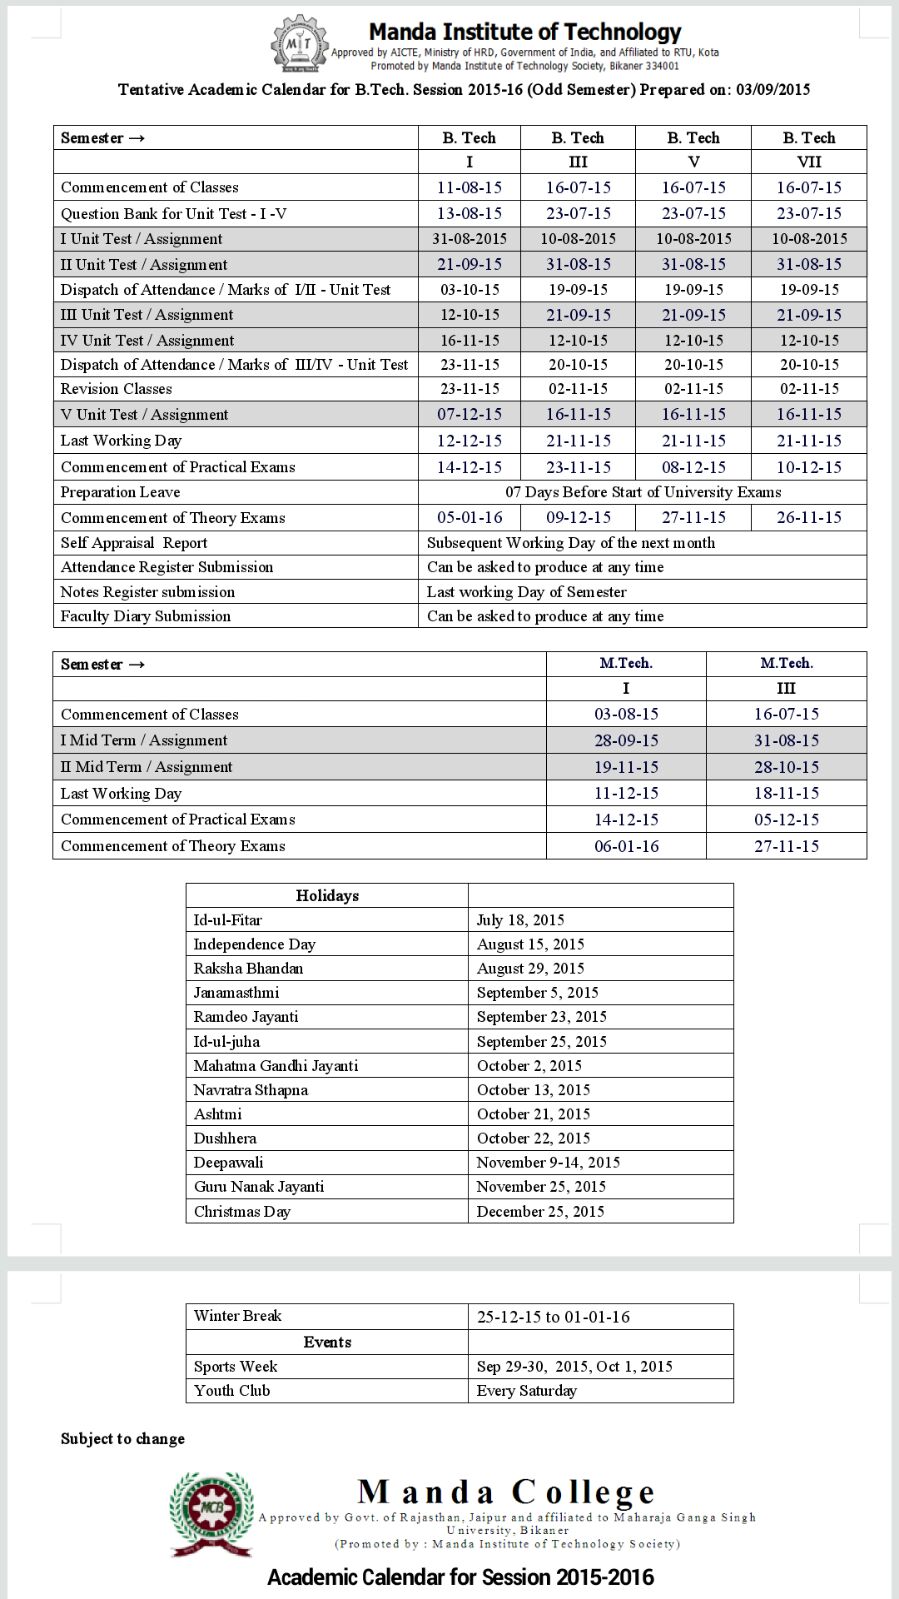 Manda Institute of Technology
Approved by AICTE, Ministry of HRD, Government of India, and Affiliated to RTU, Kota
Promoted by Manda Institute of Technology Society, Bikaner 334001
Tentative Academic Calendar for B.Tech. Session 2015-16 (Odd Semester) Prepared on: 03/09/2015
Semester → B. Tech B. Tech B. Tech B. Tech
I III V VII
Commencement of Classes 11-08-15 16-07-15 16-07-15 16-07-15
Question Bank for Unit Test - I -V 13-08-15 23-07-15 23-07-15 23-07-15
I Unit Test / Assignment 31-08-2015 10-08-2015 10-08-2015 10-08-2015
II Unit Test / Assignment 21-09-15 31-08-15 31-08-15 31-08-15
Dispatch of Attendance / Marks of I/II - Unit Test 03-10-15 19-09-15 19-09-15 19-09-15
III Unit Test / Assignment 12-10-15 21-09-15 21-09-15 21-09-15
IV Unit Test / Assignment 16-11-15 12-10-15 12-10-15 12-10-15
Dispatch of Attendance / Marks of III/IV - Unit Test 23-11-15 20-10-15 20-10-15 20-10-15
Revision Classes 23-11-15 02-11-15 02-11-15 02-11-15
V Unit Test / Assignment 07-12-15 16-11-15 16-11-15 16-11-15
Last Working Day 12-12-15 21-11-15 21-11-15 21-11-15
Commencement of Practical Exams 14-12-15 23-11-15 08-12-15 10-12-15
Preparation Leave 07 Days Before Start of University Exams
Commencement of Theory Exams 05-01-16 09-12-15 27-11-15 26-11-15
Self Appraisal Report Subsequent Working Day of the next month
Attendance Register Submission Can be asked to produce at any time
Notes Register submission Last working Day of Semester
Faculty Diary Submission Can be asked to produce at any time
Semester → M.Tech. M.Tech.
I III
Commencement of Classes 03-08-15 16-07-15
I Mid Term / Assignment 28-09-15 31-08-15
II Mid Term / Assignment 19-11-15 28-10-15
Last Working Day 11-12-15 18-11-15
Commencement of Practical Exams 14-12-15 05-12-15
Commencement of Theory Exams 06-01-16 27-11-15
Holidays
Id-ul-Fitar July 18, 2015
Independence Day August 15, 2015
Raksha Bhandan August 29, 2015
Janamasthmi September 5, 2015
Ramdeo Jayanti September 23, 2015
Id-ul-juha September 25, 2015
Mahatma Gandhi Jayanti October 2, 2015
Navratra Sthapna October 13, 2015
Ashtmi October 21, 2015
Dushhera October 22, 2015
Deepawali November 9-14, 2015
Guru Nanak Jayanti November 25, 2015
Christmas Day December 25, 2015
Winter Break 25-12-15 to 01-01-16
Events
Sports Week Sep 29-30, 2015, Oct 1, 2015
Youth Club Every Saturday
Subject to change
MCB
Manda College
Approved by Govt. of Rajasthan, Jaipur and affiliated to Maharaja Ganga Singh
University, Bikaner
(Promoted by : Manda Institute of Technology Society)
Academic Calendar for Session 2015-2016